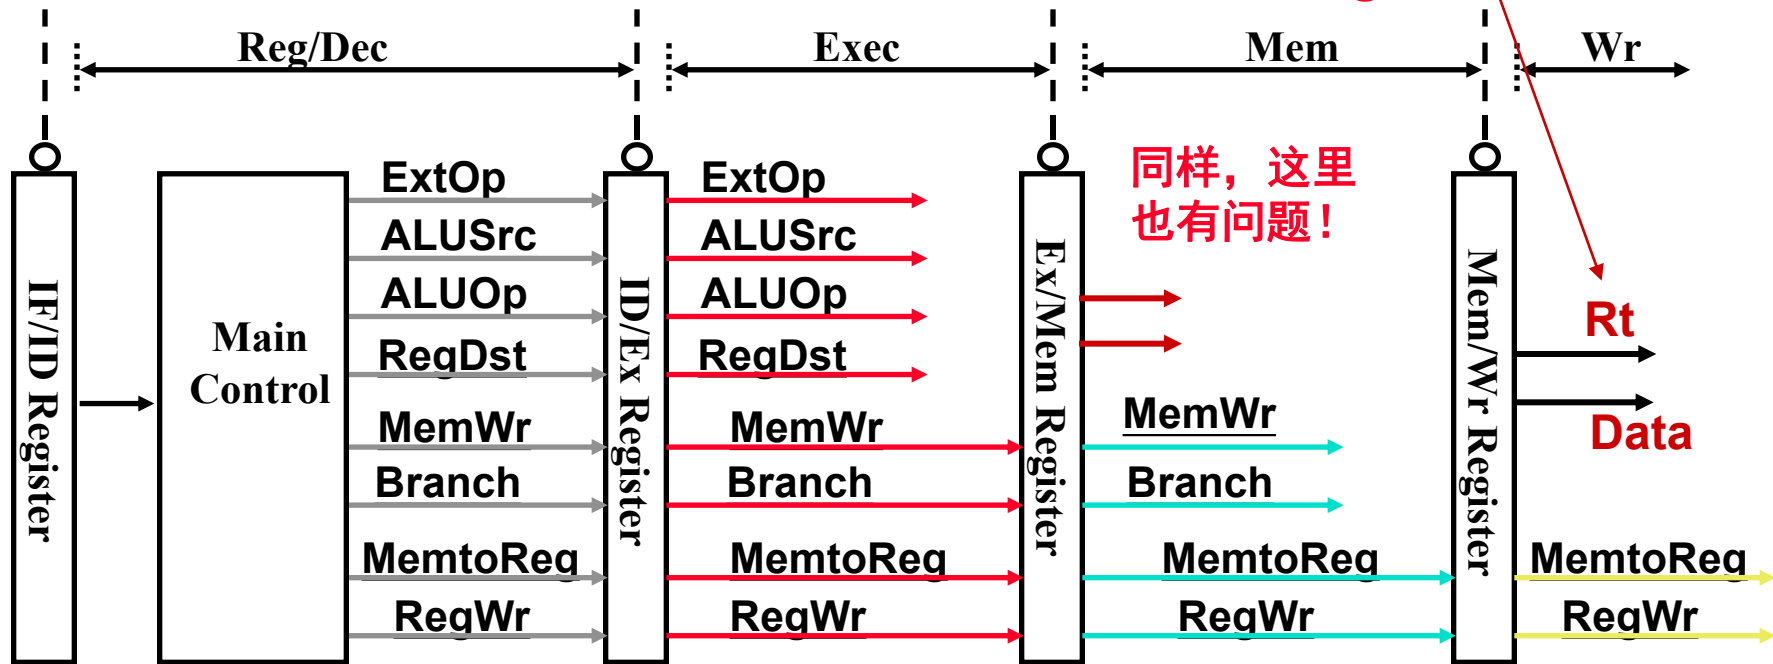 Reg/Dec
Exec
Mem
Wr
同样，这里
也有问题！
IF/ID Register
Main
Control
ExtOp
ALUSrc
ALUOp
RegDst
MemWr
Branch
MemtoReg
RegWr
ID/Ex Register
ExtOp
ALUSrc
ALUOp
RegDst
MemWr
Branch
MemtoReg
RegWr
Ex/Mem Register
MemWr
Branch
MemtoReg
RegWr
Mem/Wr Register
Rt
Data
MemtoReg
RegWr